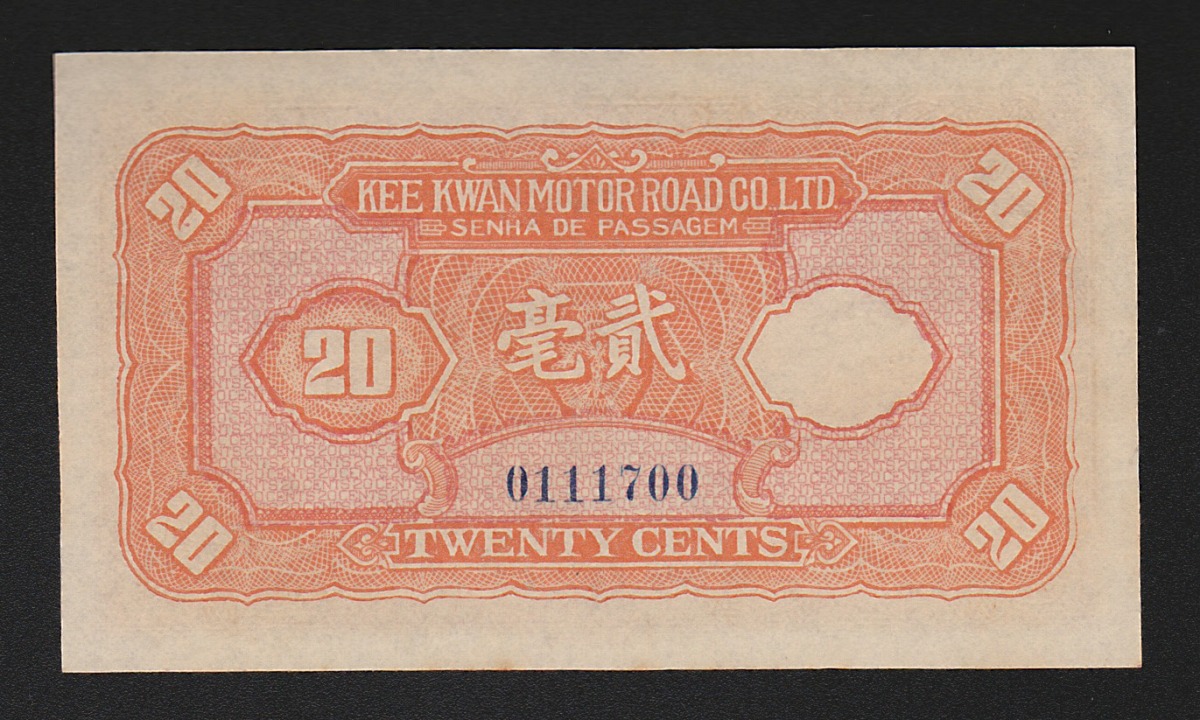 20
20
KEE KWAN MOTOR ROAD CO. LTD.
SENHA DE PASSAGEM
毫貳
20
0111700
20
20
TWENTY CENTS